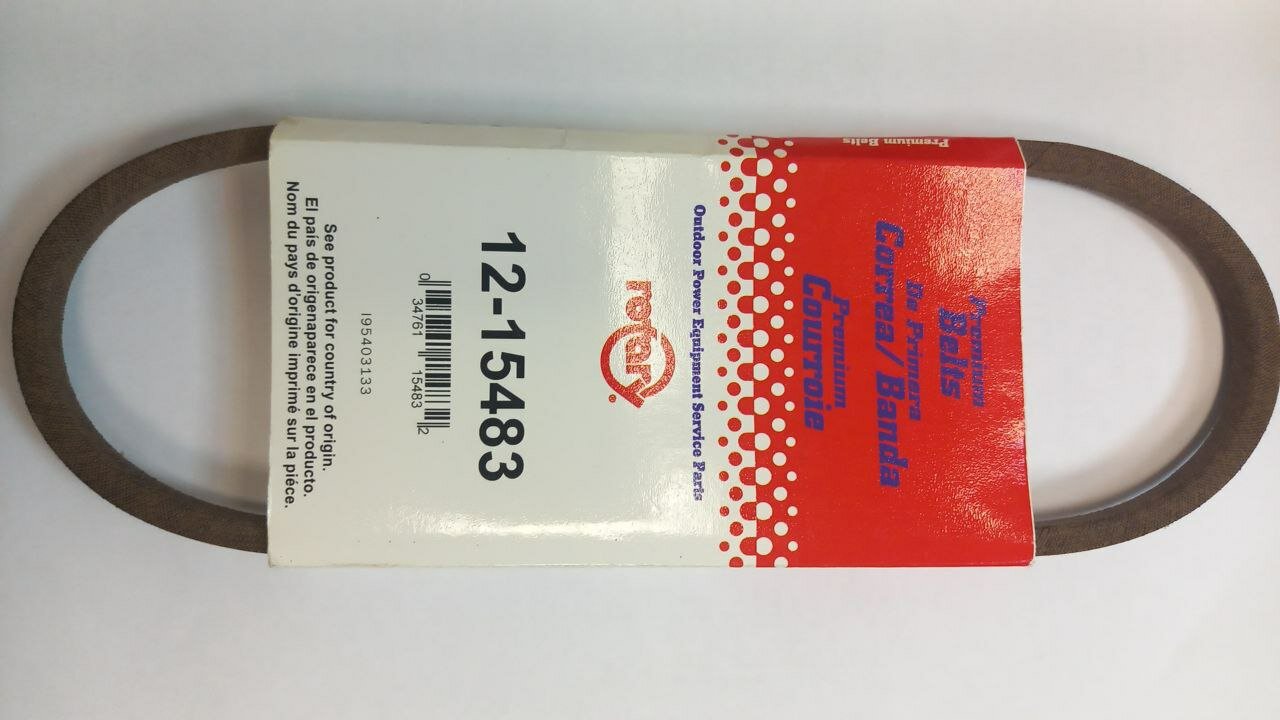 Premium Belts
Premium
Belts
De Primera
Correa/ Banda
Premium
Courroie
Outdoor Power Equipment Service Parts
rotary®
12-15483
0 34761 15483 2
195403133
See product for country of origin.
El país de origenaparece en el producto.
Nom du pays d'origine imprimé sur la piéce.